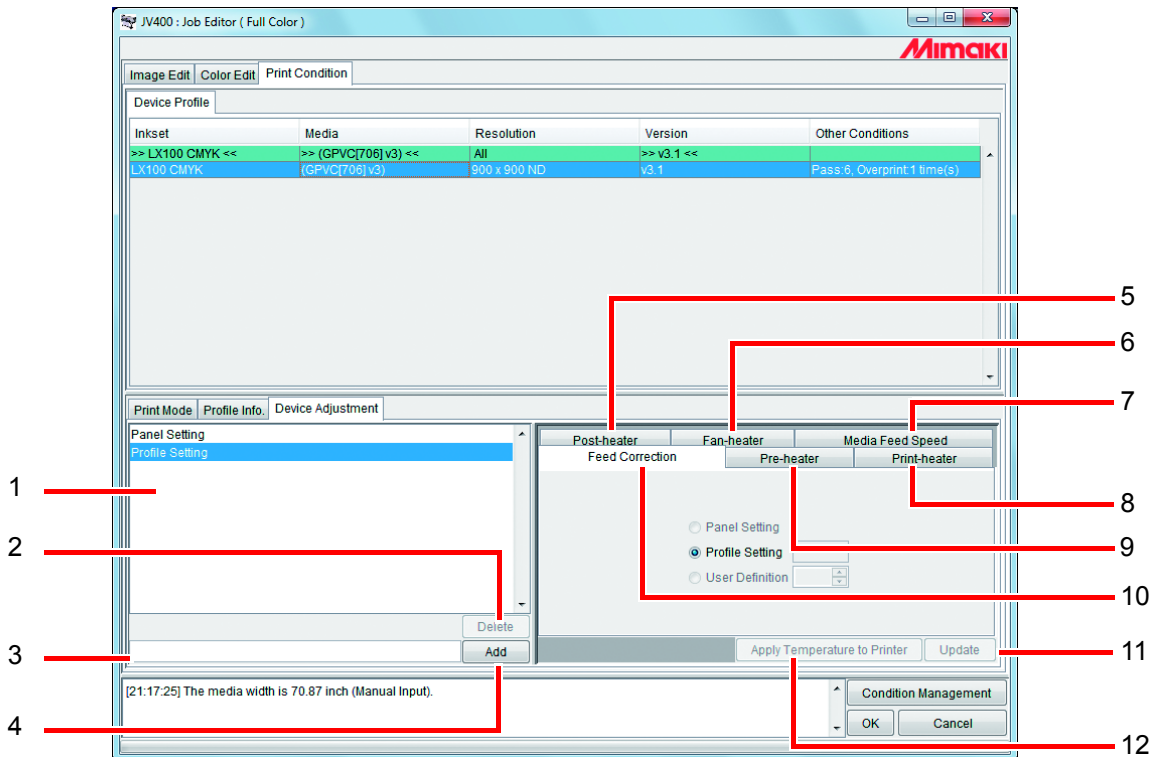 JV400 : Job Editor ( Full Color )
Mimaki
Image Edit Color Edit Print Condition
Device Profile
Inkset Media Resolution Version Other Conditions
>> LX100 CMYK << >> (GPVC[706] v3) << All >> v3.1 <<
LX100 CMYK (GPVC[706] v3) 900 x 900 ND v3.1 Pass:6, Overprint:1 time(s)
5
6
7
Print Mode Profile Info. Device Adjustment
Panel Setting
Profile Setting
Post-heater Fan-heater Media Feed Speed
Feed Correction Pre-heater Print-heater
1
8
Panel Setting
2
Profile Setting
9
User Definition
10
Delete
3
Add
Apply Temperature to Printer Update
11
[21:17:25] The media width is 70.87 inch (Manual Input).
Condition Management
4
OK Cancel
12